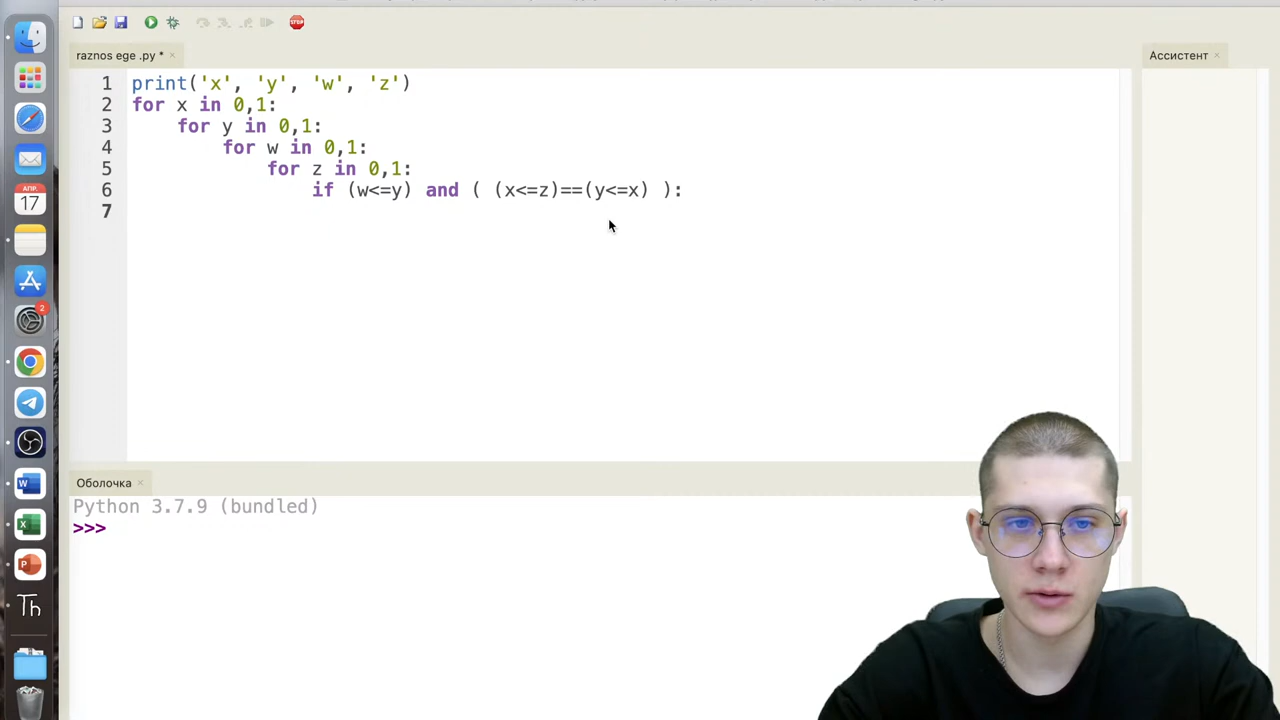 raznos ege .py *
Ассистент
1 print('x', 'y', 'w', 'z')
2 for x in 0,1:
3 for y in 0,1:
4 for w in 0,1:
5 for z in 0,1:
6 if (w<=y) and ( (x<=z)==(y<=x) ):
7
АПР.
17
2
Th
Оболочка
Python 3.7.9 (bundled)
>>>